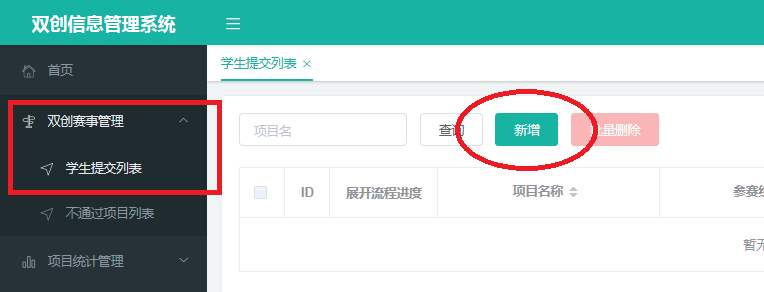 双创信息管理系统
首页
学生提交列表 ×
双创赛事管理
项目名
查询
新增
批量删除
学生提交列表
ID
展开流程进度
项目名称
参赛
不通过项目列表
暂无
项目统计管理